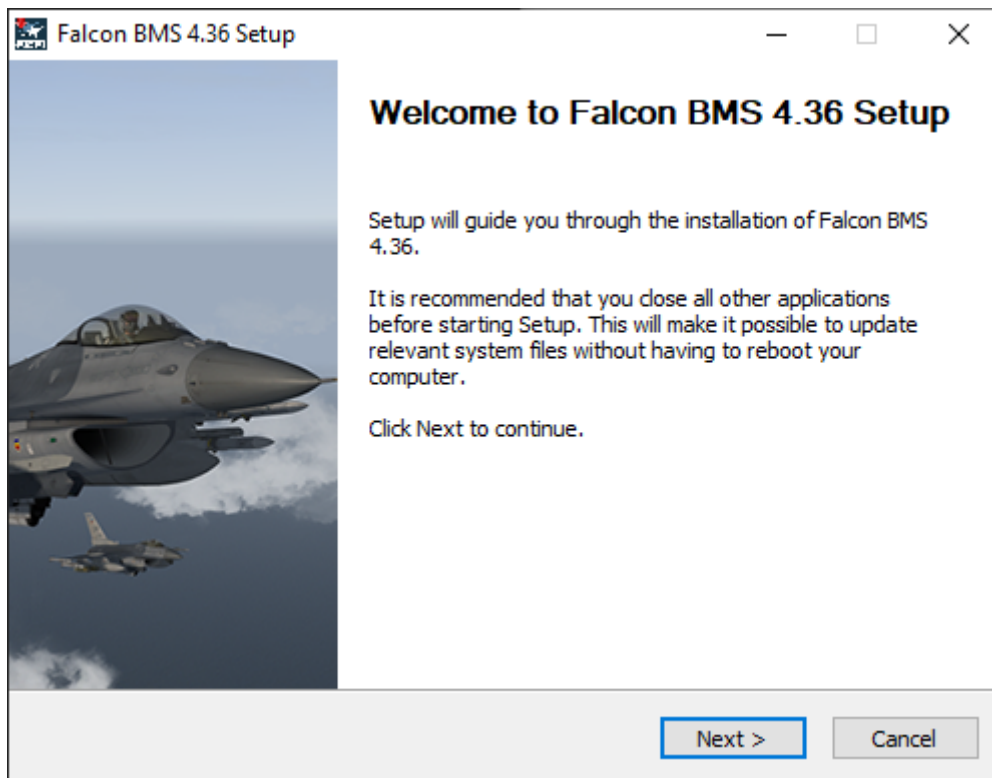 Falcon BMS 4.36 Setup
Welcome to Falcon BMS 4.36 Setup
Setup will guide you through the installation of Falcon BMS
4.36.
It is recommended that you close all other applications
before starting Setup. This will make it possible to update
relevant system files without having to reboot your
computer.
Click Next to continue.
Next >
Cancel